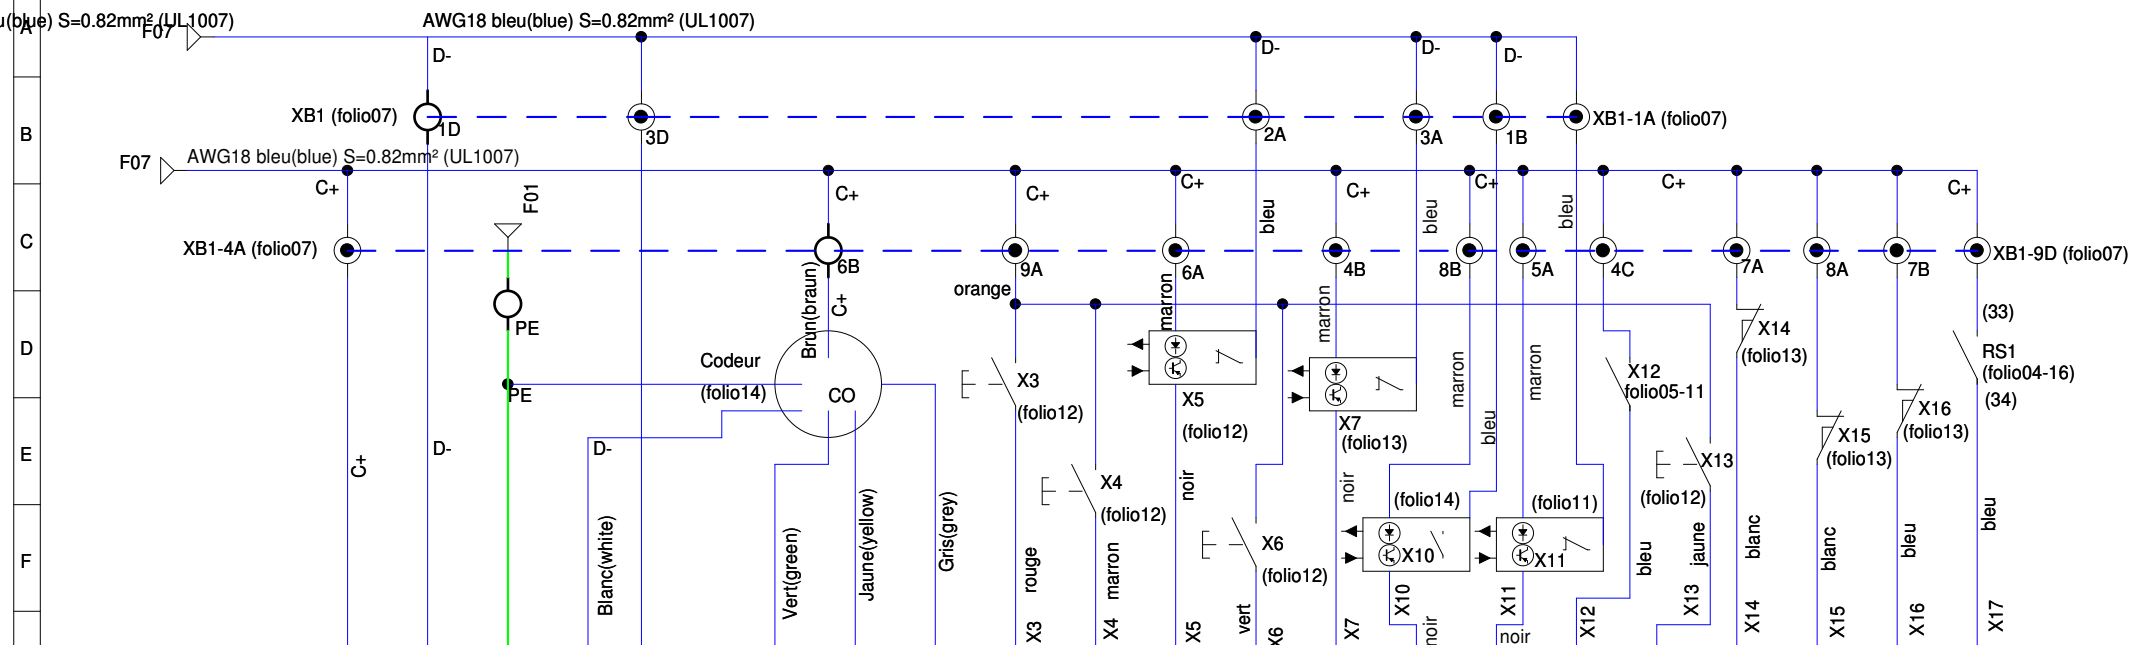 u(blue) S=0.82mm² (UL1007)
AWG18 bleu(blue) S=0.82mm² (UL1007)
A
F07
D-
D-
D-
D-
XB1 (folio07)
1D
3D
2A
3A
1B
XB1-1A (folio07)
B
F07
AWG18 bleu(blue) S=0.82mm² (UL1007)
C+
C+
C+
C+
C+
C+
C+
C+
F01
bleu
bleu
bleu
C
XB1-4A (folio07)
6B
9A
6A
4B
8B
5A
4C
7A
8A
7B
XB1-9D (folio07)
Brun(braun)
C+
orange
marron
marron
PE
D
Codeur
(folio14)
CO
PE
X3
(folio12)
X5
(folio12)
X7
(folio13)
marron
marron
bleu
X12
folio05-11
X14
(folio13)
X15
(folio13)
X16
(folio13)
(33)
RS1
(folio04-16)
(34)
E
C+
D-
D-
X4
(folio12)
noir
noir
(folio14)
(folio11)
X13
(folio12)
F
Blanc(white)
Vert(green)
Jaune(yellow)
Gris(grey)
rouge
marron
X6
(folio12)
X10
X11
bleu
jaune
blanc
blanc
bleu
bleu
X3
X4
X5
vert
X6
X7
X10
noir
X11
noir
X12
X13
X14
X15
X16
X17